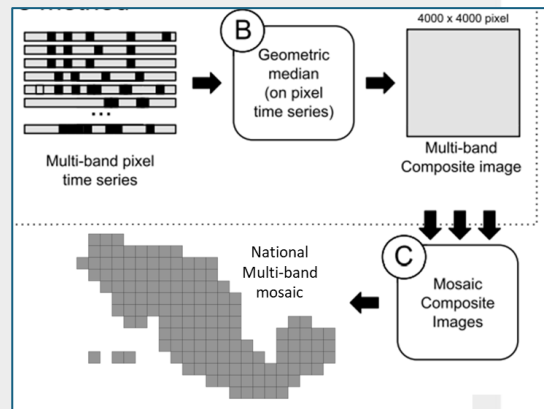 B
Geometric
median
(on pixel
time series)
4000 x 4000 pixel
• • •
Multi-band pixel
time series
Multi-band
Composite image
National
Multi-band
mosaic
C
Mosaic
Composite
Images